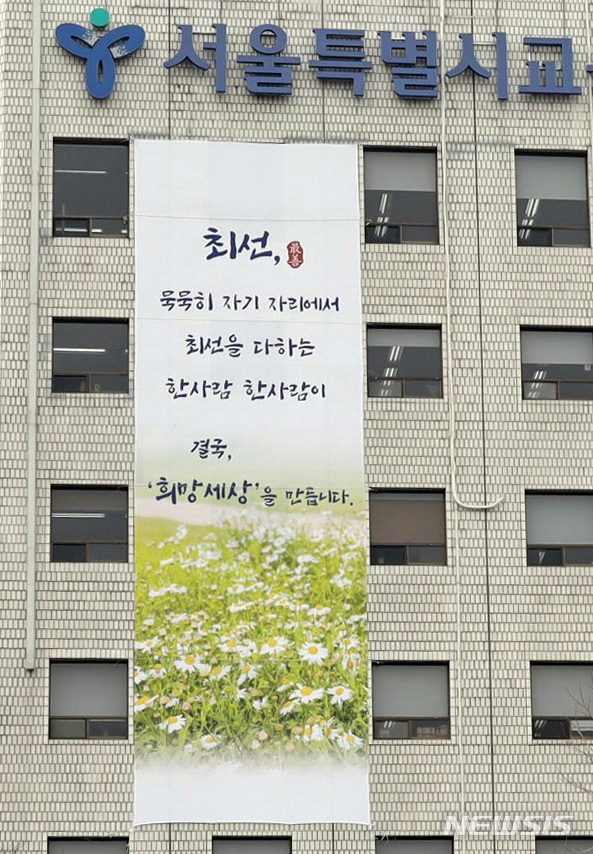 서울특별시교
최선, 最善
묵묵히 자기 자리에서
최선을 다하는
한사람 한사람이
결국,
‘희망세상’을 만듭니다.
NEWSIS